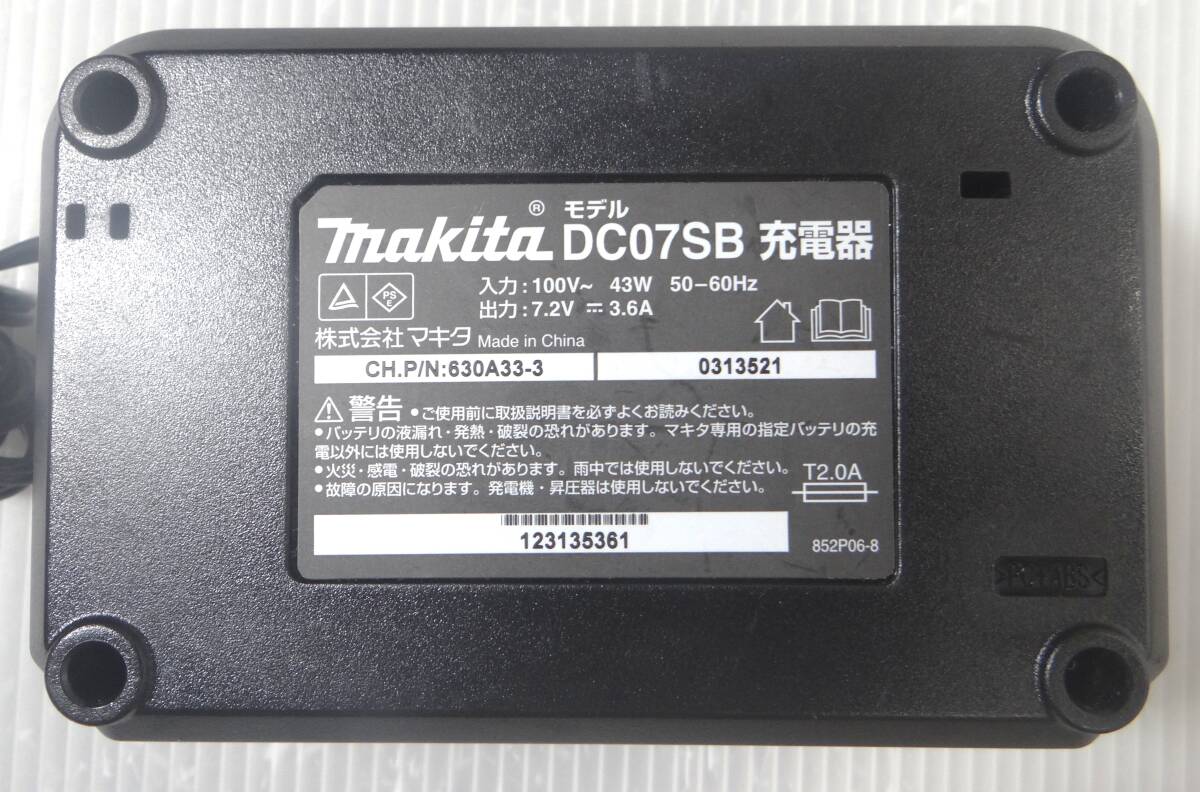 makita® モデル DC07SB 充電器
入力：100V~ 43W 50−60Hz
出力：7.2V ⎓ 3.6A
PS E
株式会社 マキタ Made in China
CH.P/N:630A33-3 0313521
⚠ 警告 ●ご使用前に取扱説明書を必ずよくお読みください。
●バッテリの液漏れ・発熱・破裂の恐れがあります。マキタ専用の指定バッテリの充
電以外には使用しないでください。
●火災・感電・破裂の恐れがあります。雨中では使用しないでください。
●故障の原因になります。発電機・昇圧器は使用しないでください。
T2.0A
123135361
852P06-8
>PC+ABS<